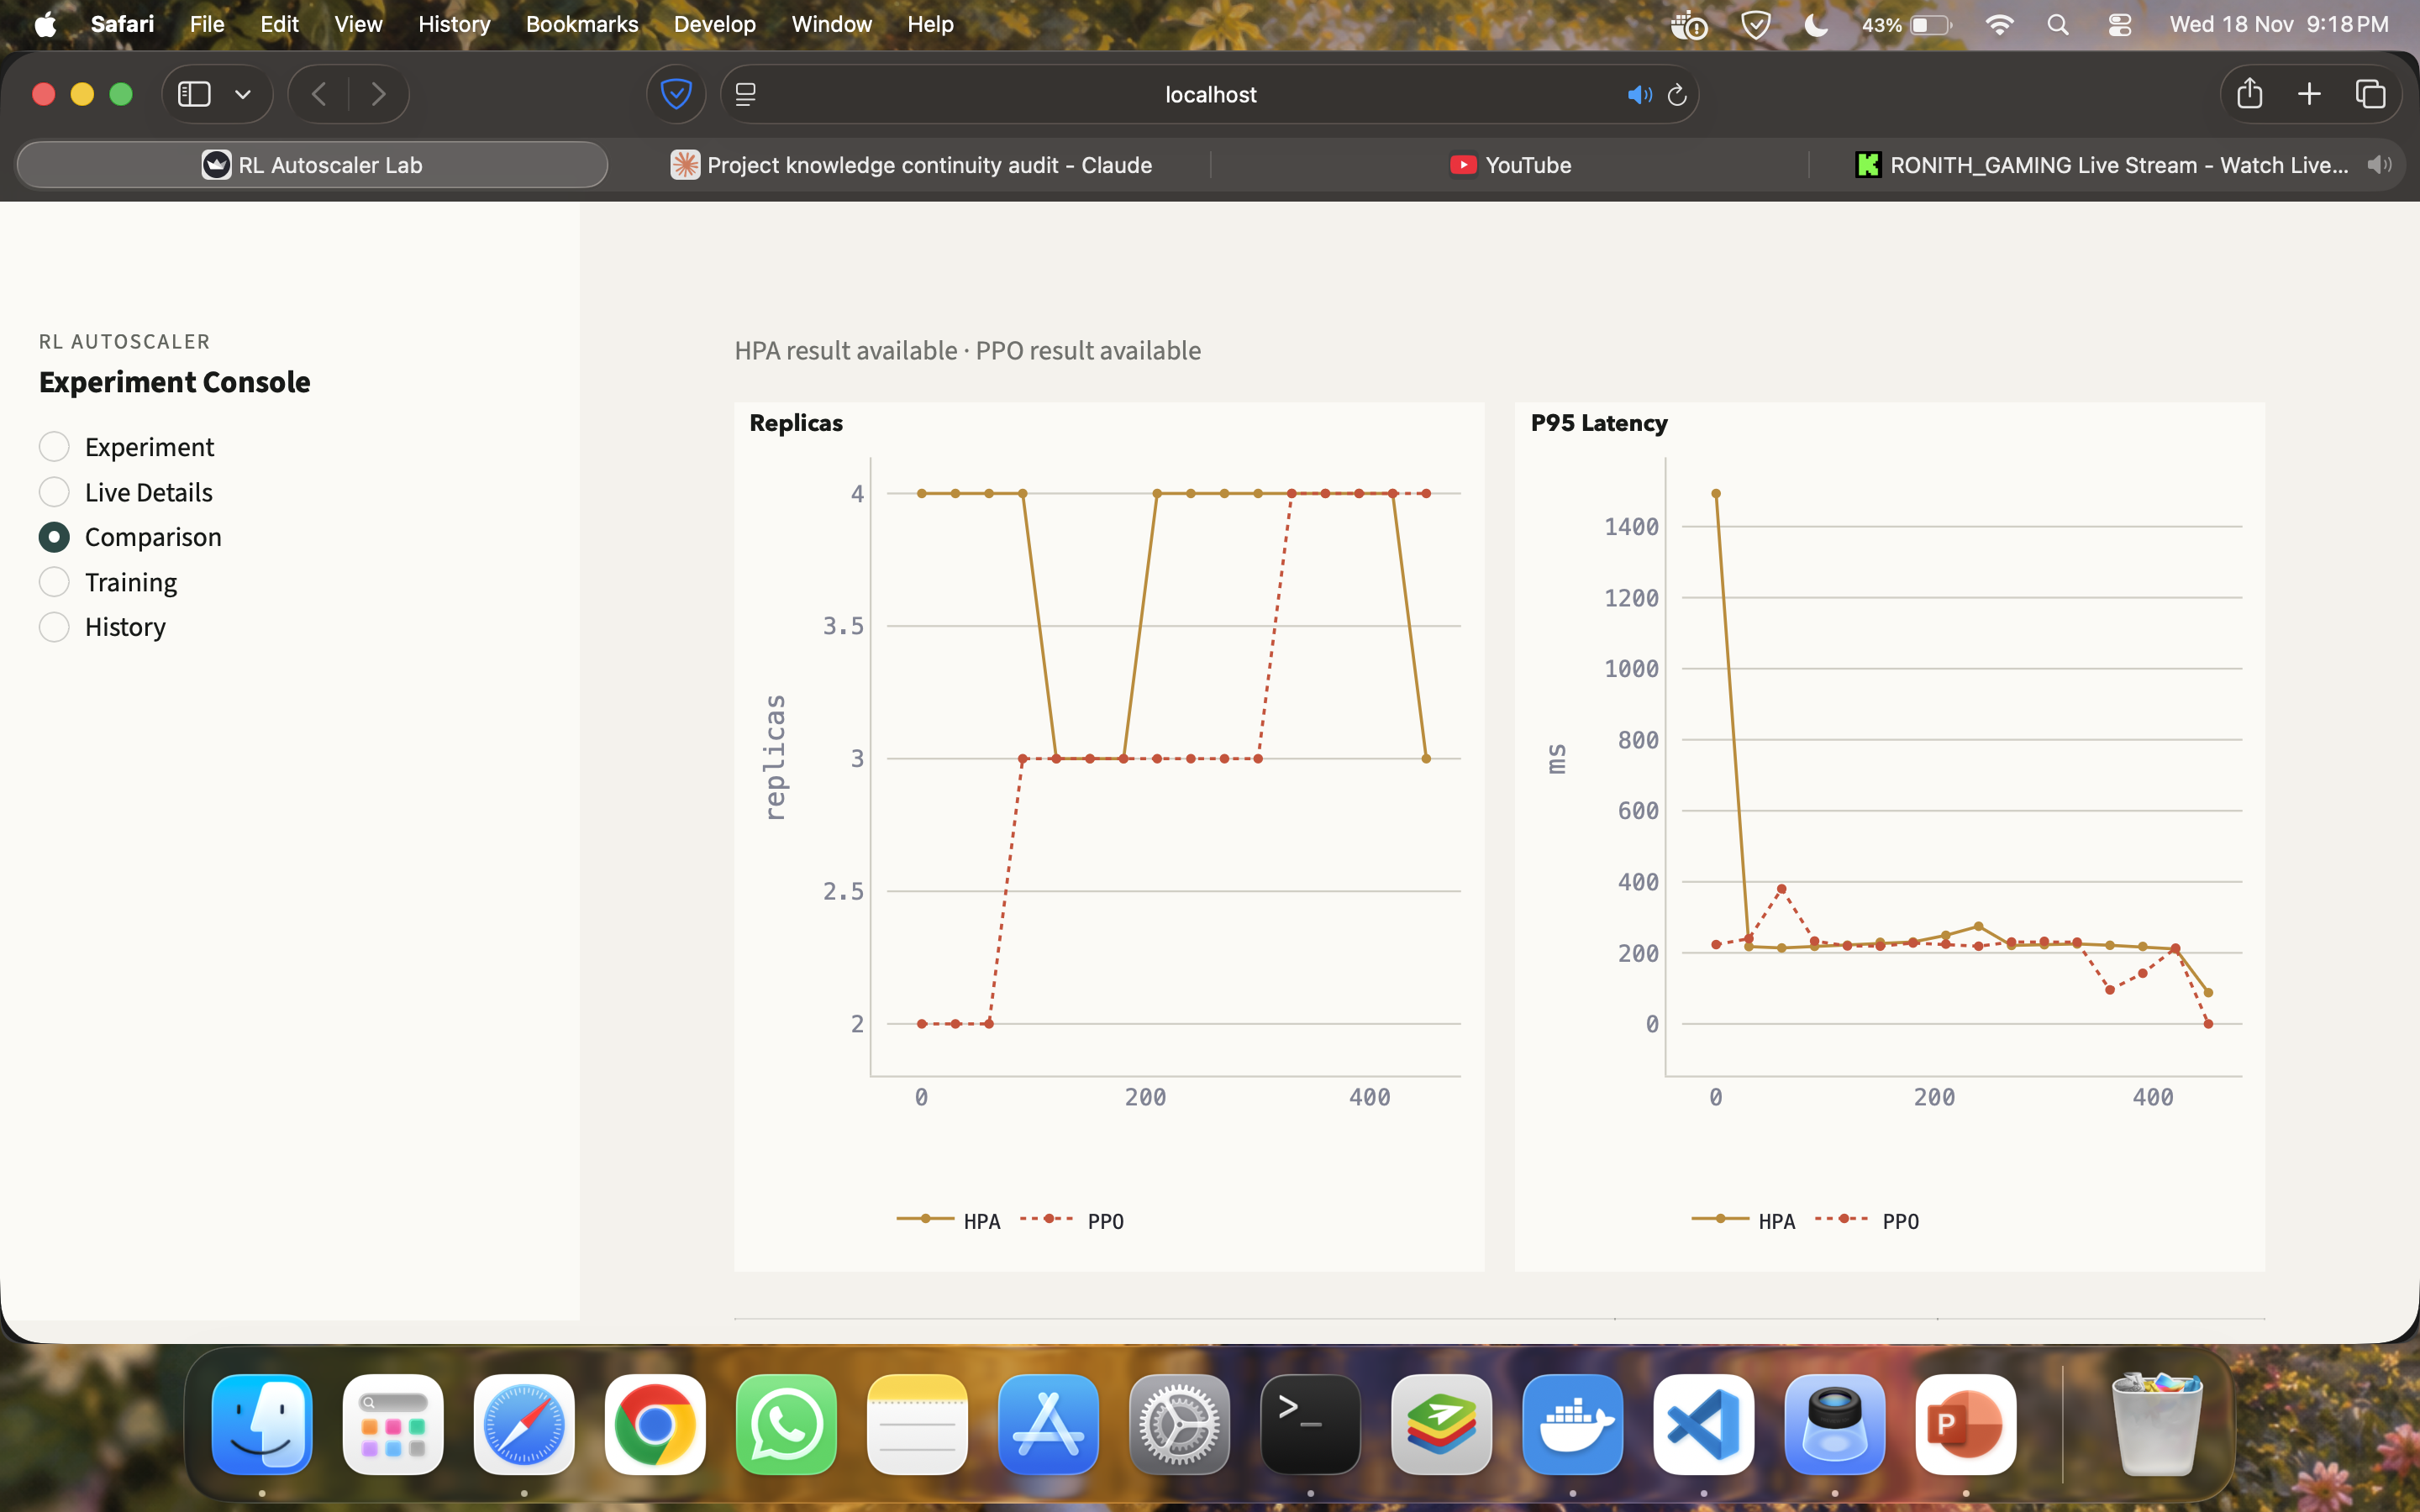 Safari File Edit View History Bookmarks Develop Window Help 43% Wed 18 Nov 9:18 PM
localhost
RL Autoscaler Lab
Project knowledge continuity audit - Claude
YouTube
RONITH_GAMING Live Stream - Watch Live...
RL AUTOSCALER
Experiment Console
Experiment
Live Details
Comparison
Training
History
HPA result available · PPO result available
Replicas
4
3.5
3
2.5
2
replicas
0 200 400
HPA PPO
P95 Latency
1400
1200
1000
800
600
400
200
0
ms
0 200 400
HPA PPO
>_
P